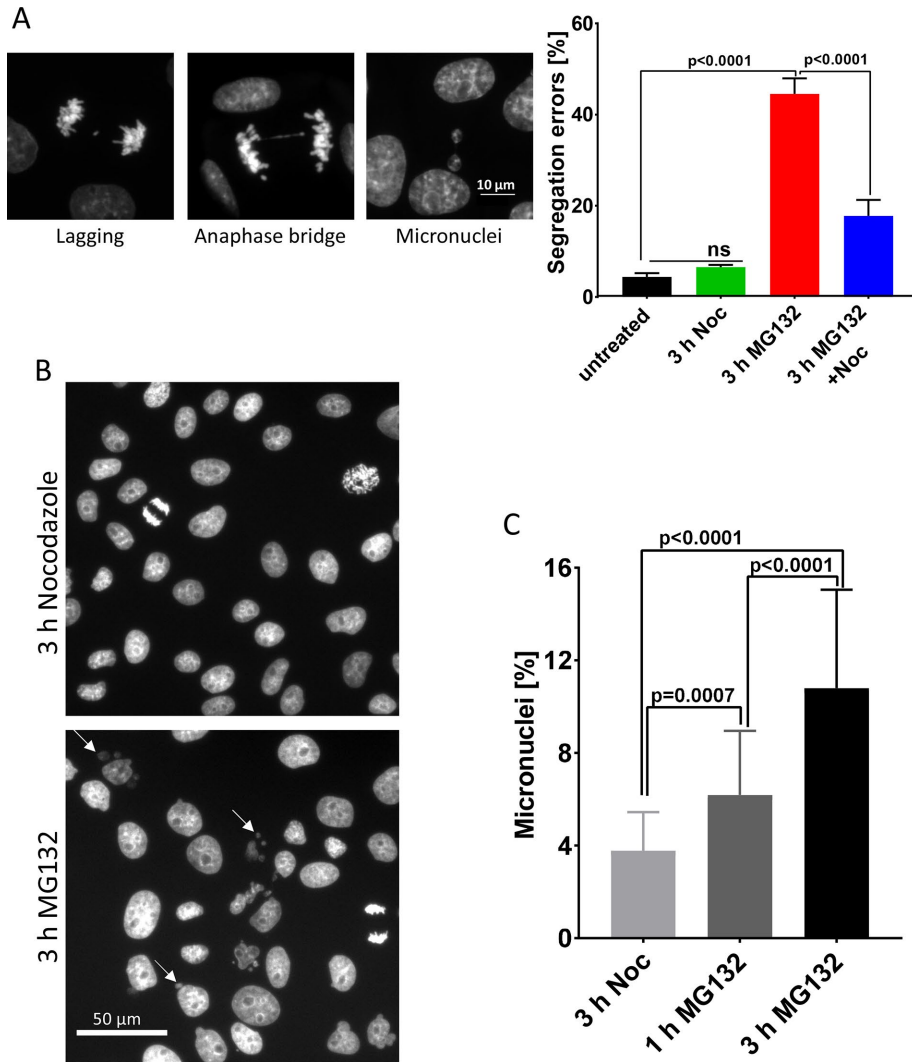 A
Lagging
Anaphase bridge
10 µm
Micronuclei
Segregation errors [%]
60
40
20
0
p<0.0001
p<0.0001
ns
untreated
3 h Noc
3 h MG132
3 h MG132
+Noc
B
3 h Nocodazole
3 h MG132
50 µm
C
Micronuclei [%]
16
12
8
4
0
p<0.0001
p<0.0001
p=0.0007
3 h Noc
1 h MG132
3 h MG132